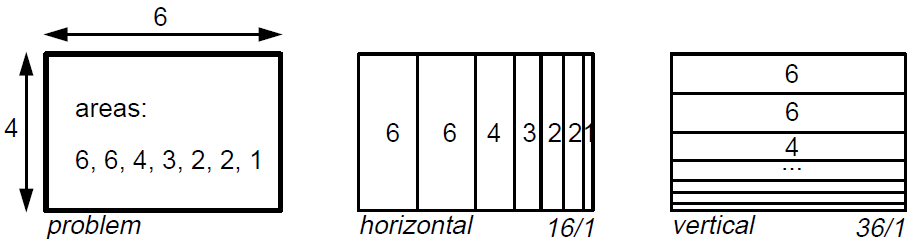 6
4
areas:
6, 6, 4, 3, 2, 2, 1
problem
6 6 4 3 2 2 1
horizontal 16/1
6
6
4
...
vertical 36/1